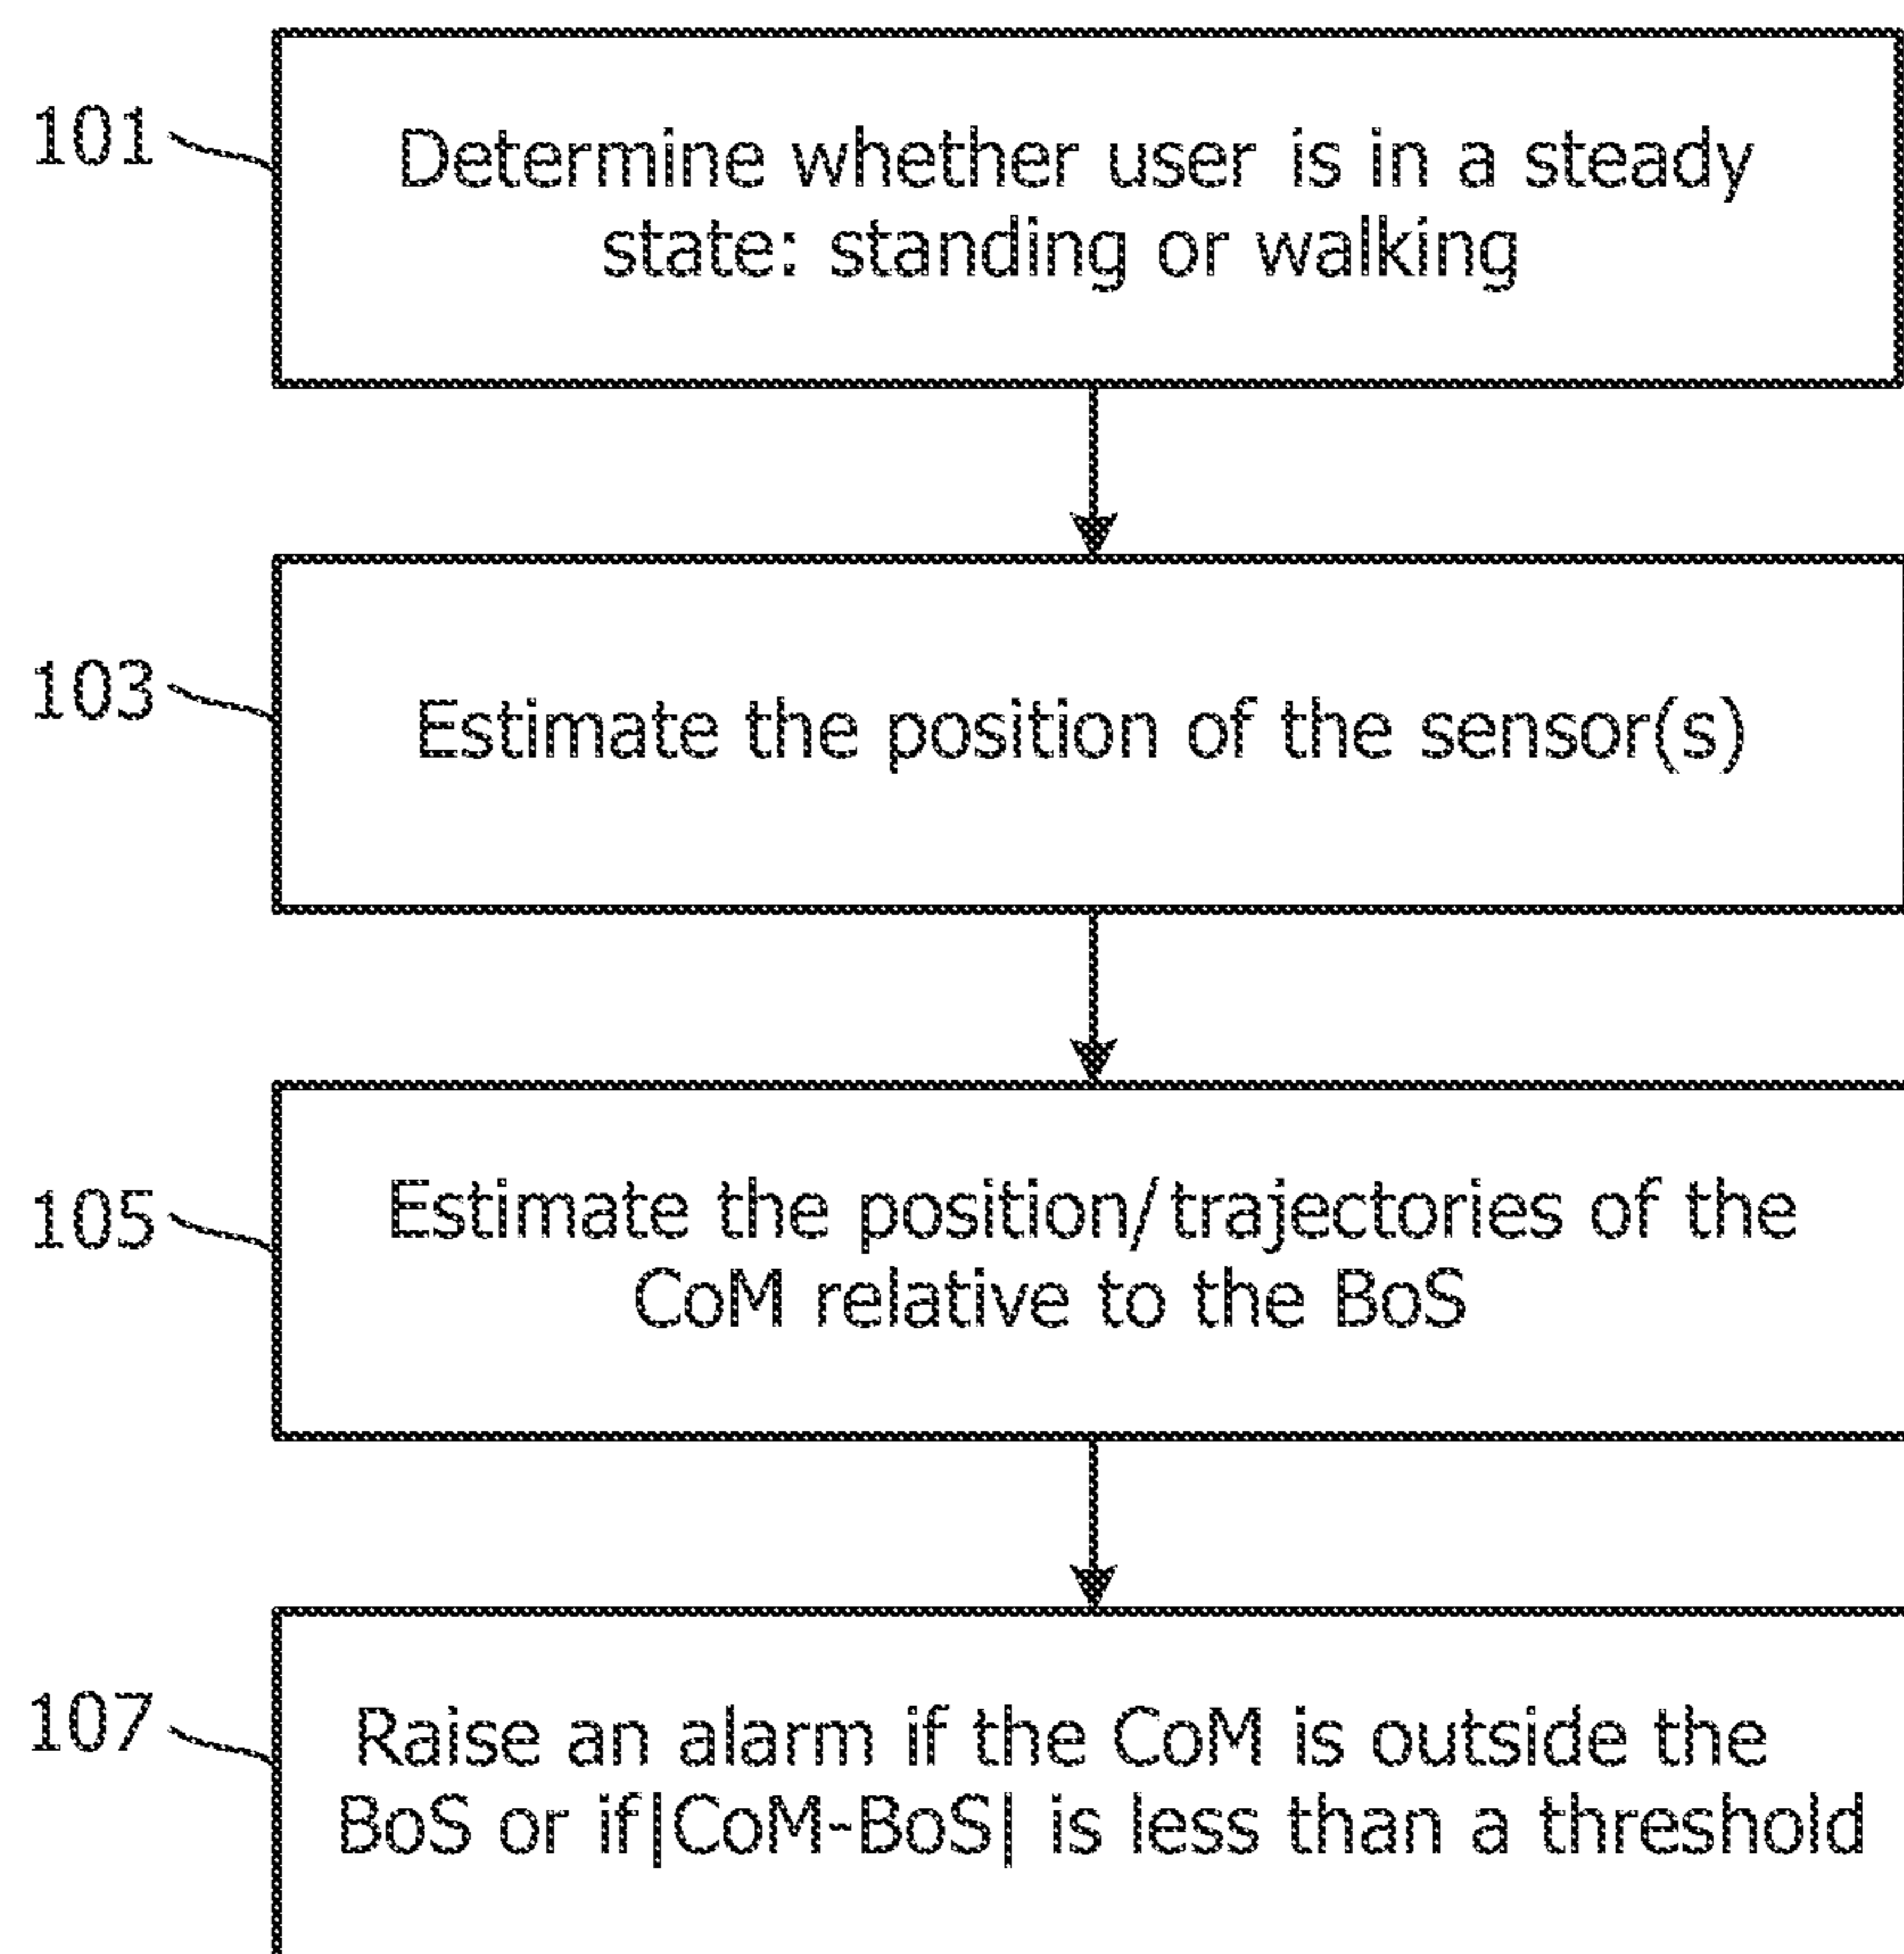 101
Determine whether user is in a steady
state: standing or walking
103
Estimate the position of the sensor(s)
105
Estimate the position/trajectories of the
CoM relative to the BoS
107
Raise an alarm if the CoM is outside the
BoS or if|CoM-BoS| is less than a threshold